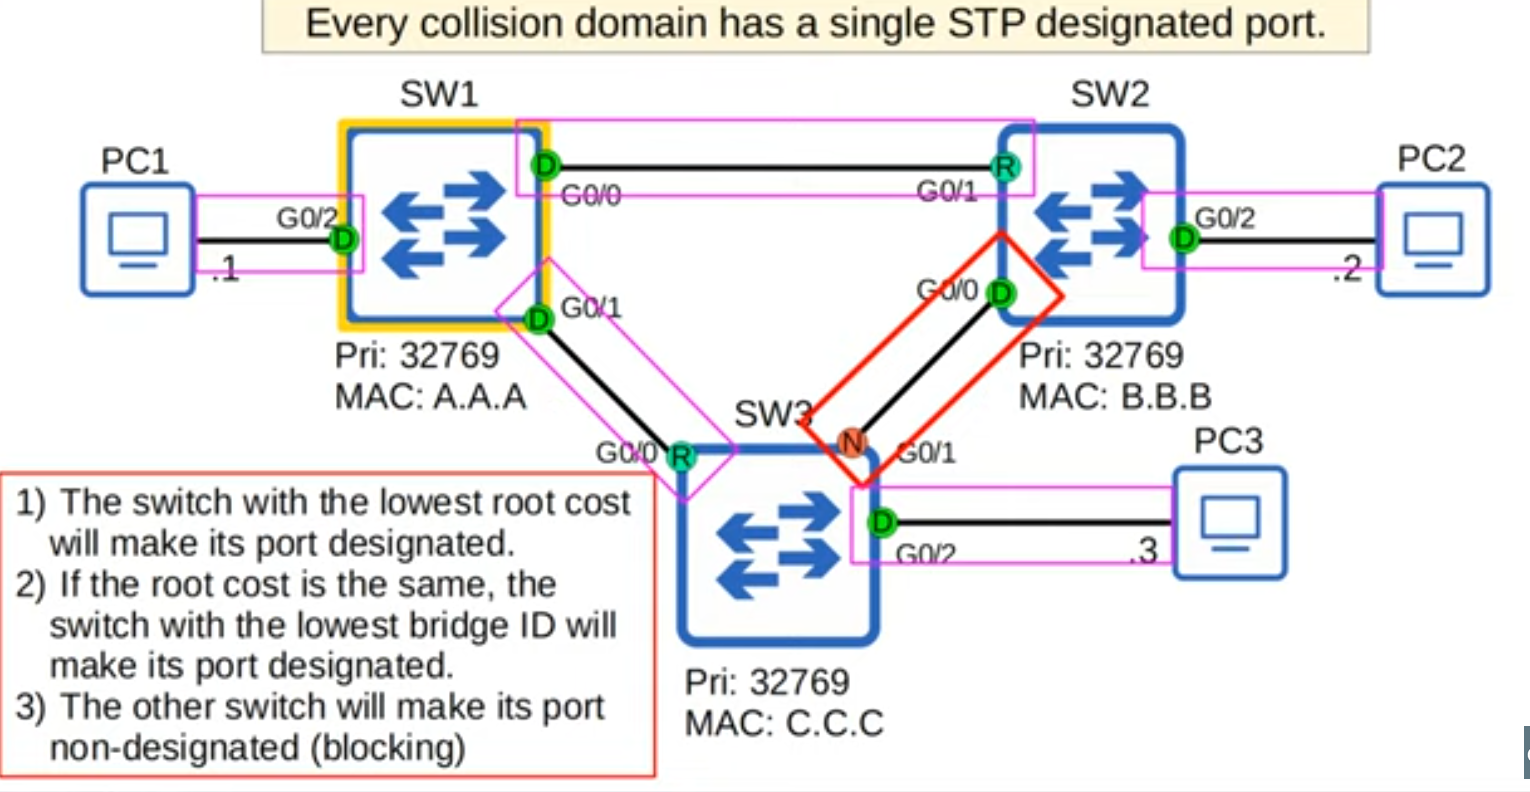 Every collision domain has a single STP designated port.
SW1
SW2
PC1
PC2
D
R
G0/0
G0/1
G0/2
D
.1
D
G0/2
.2
G0/0
D
G0/1
D
Pri: 32769
MAC: A.A.A
Pri: 32769
MAC: B.B.B
SW3
PC3
G0/0
R
N
G0/1
D
G0/2
.3
1) The switch with the lowest root cost
will make its port designated.
2) If the root cost is the same, the
switch with the lowest bridge ID will
make its port designated.
3) The other switch will make its port
non-designated (blocking)
Pri: 32769
MAC: C.C.C